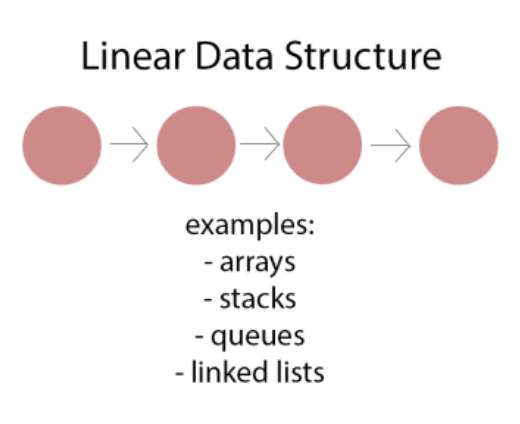 Linear Data Structure
examples:
- arrays
- stacks
- queues
- linked lists